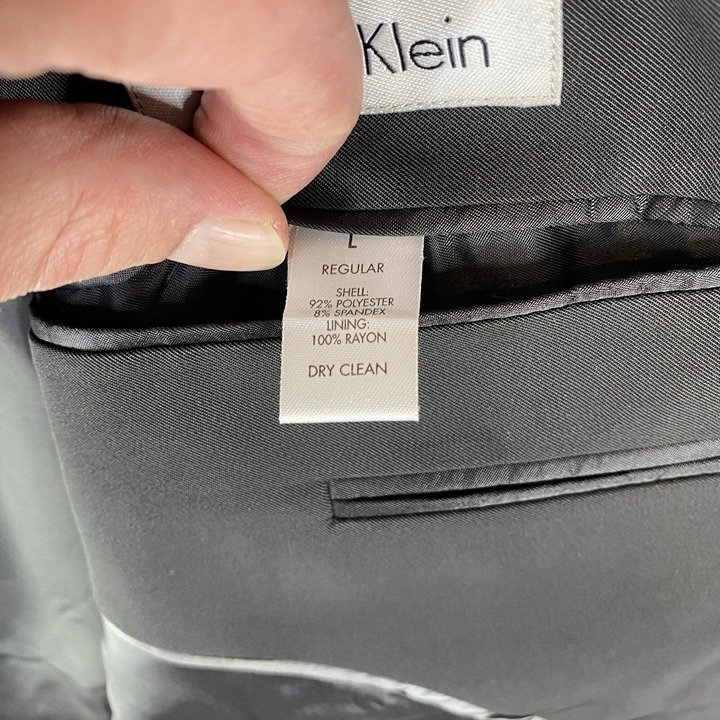 Klein
L
REGULAR
SHELL:
92% POLYESTER
8% SPANDEX
LINING:
100% RAYON
DRY CLEAN